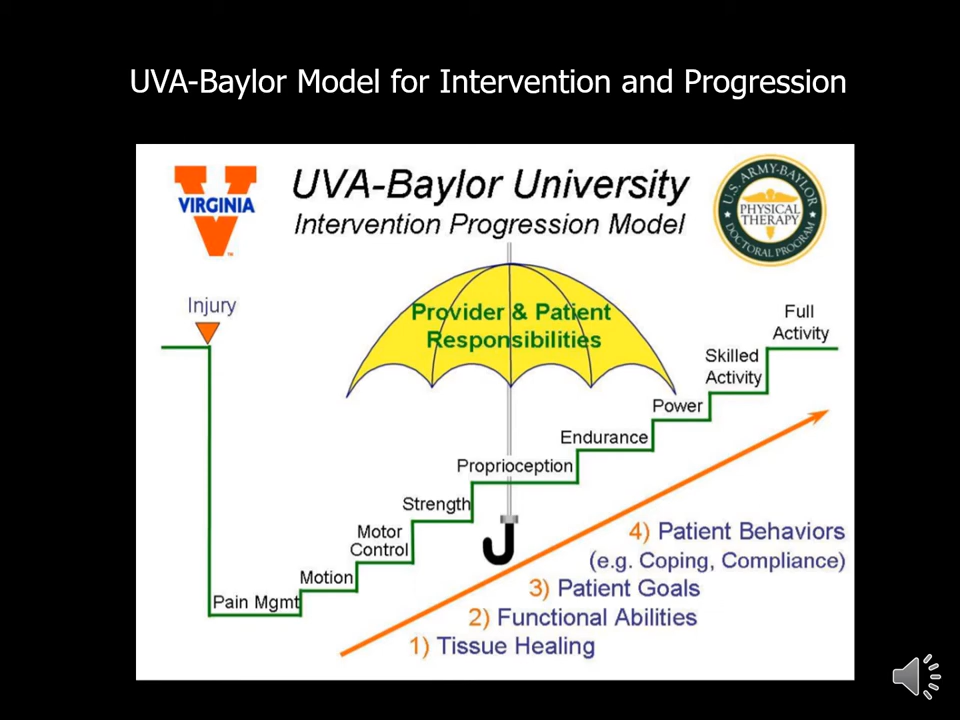 UVA-Baylor Model for Intervention and Progression
VIRGINIA
TM
UVA-Baylor University
Intervention Progression Model
U.S. ARMY-BAYLOR
PHYSICAL
THERAPY
DOCTORAL PROGRAM
Injury
Provider & Patient
Responsibilities
Full
Activity
Skilled
Activity
Power
Endurance
Proprioception
Strength
Motor
Control
Motion
Pain Mgmt
4) Patient Behaviors
(e.g. Coping, Compliance)
3) Patient Goals
2) Functional Abilities
1) Tissue Healing